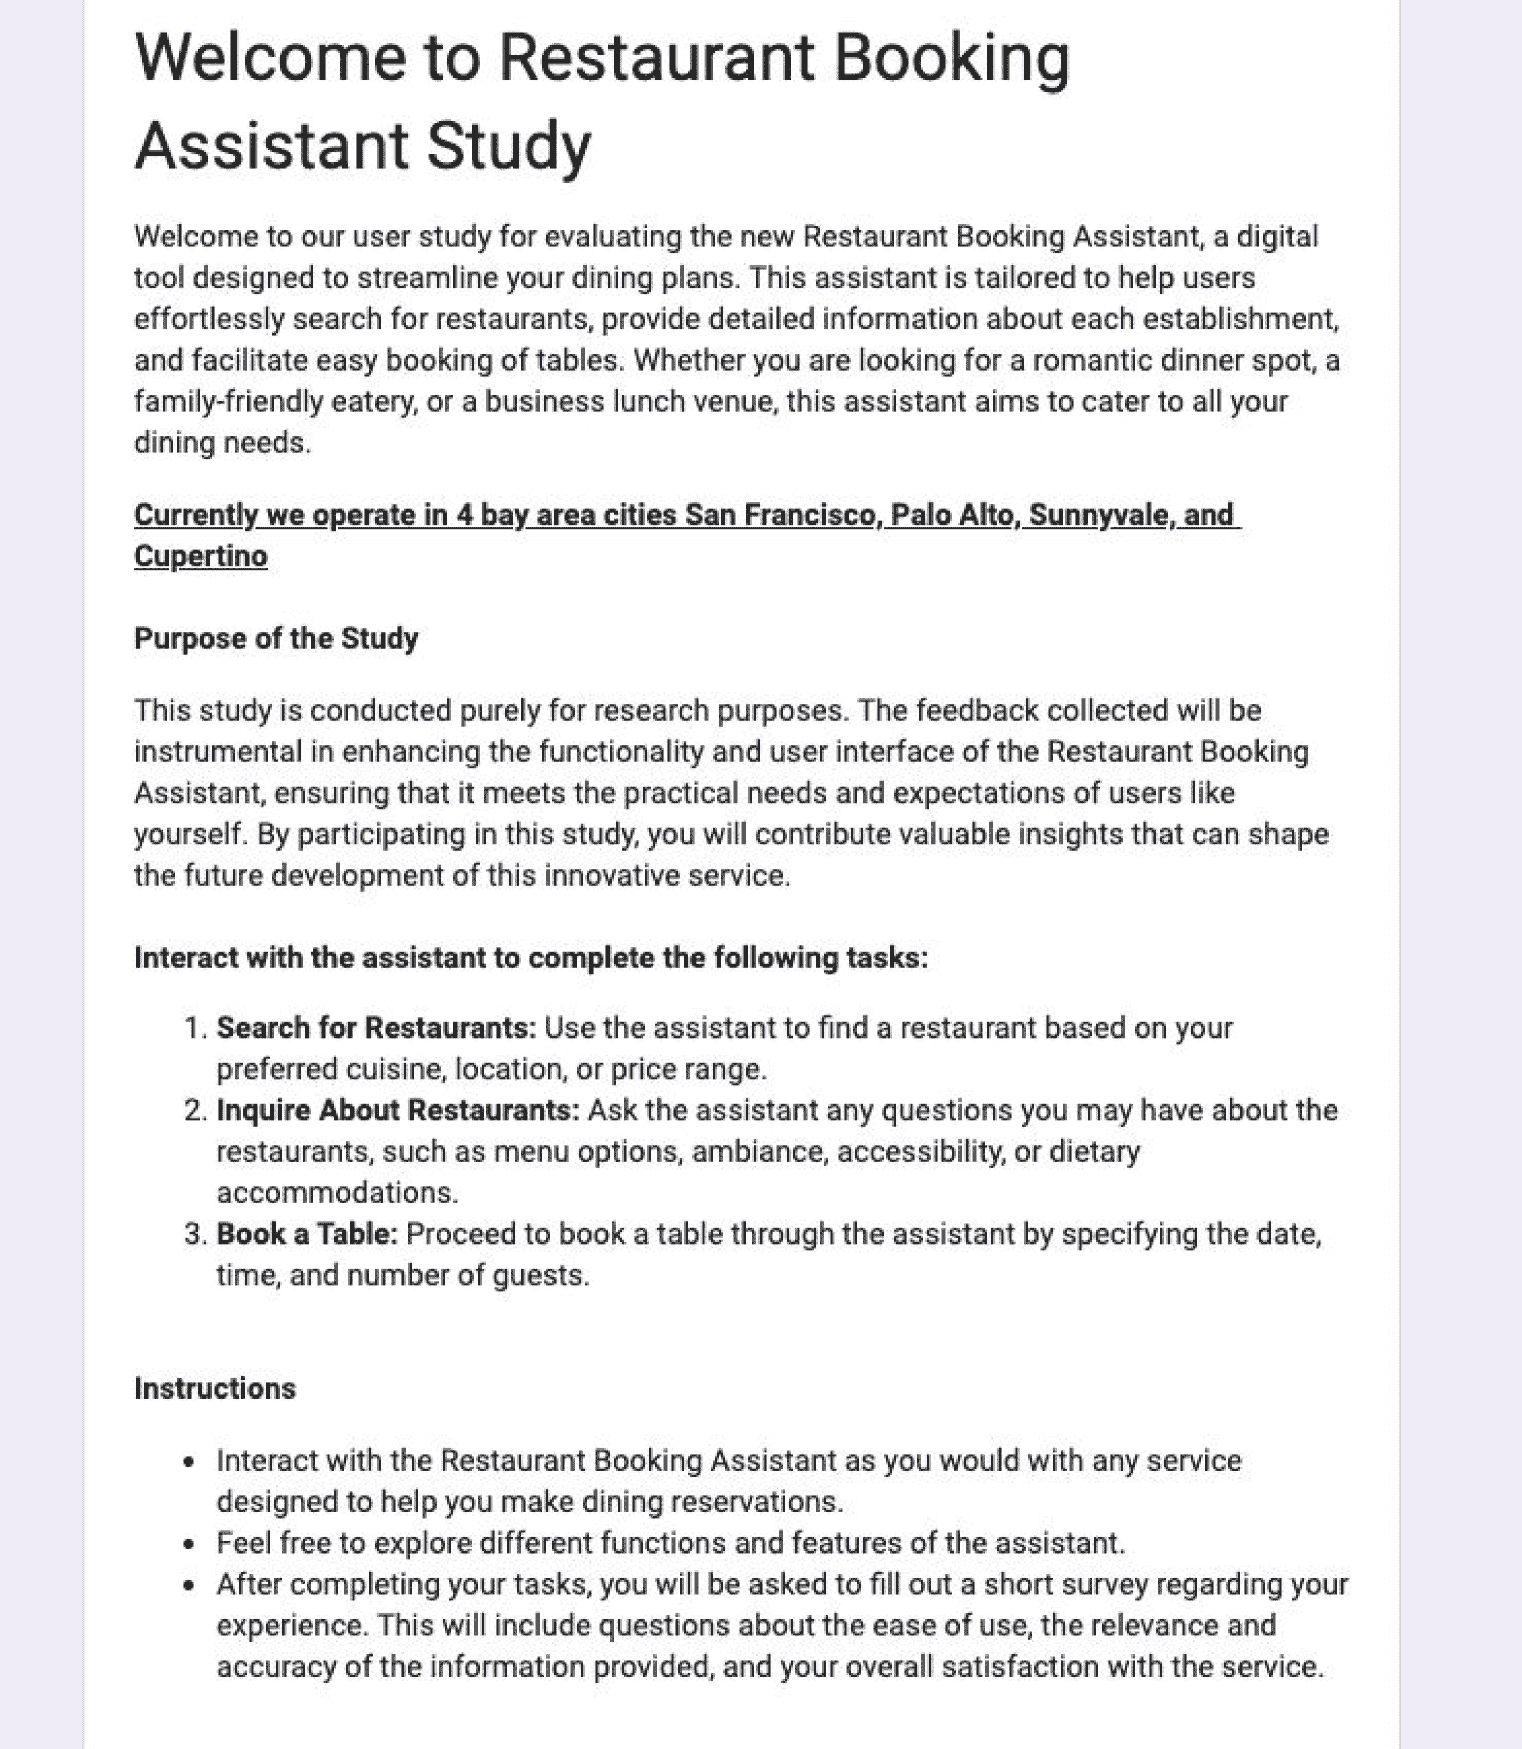 Welcome to Restaurant Booking
Assistant Study
Welcome to our user study for evaluating the new Restaurant Booking Assistant, a digital
tool designed to streamline your dining plans. This assistant is tailored to help users
effortlessly search for restaurants, provide detailed information about each establishment,
and facilitate easy booking of tables. Whether you are looking for a romantic dinner spot, a
family-friendly eatery, or a business lunch venue, this assistant aims to cater to all your
dining needs.
Currently we operate in 4 bay area cities San Francisco, Palo Alto, Sunnyvale, and
Cupertino
Purpose of the Study
This study is conducted purely for research purposes. The feedback collected will be
instrumental in enhancing the functionality and user interface of the Restaurant Booking
Assistant, ensuring that it meets the practical needs and expectations of users like
yourself. By participating in this study, you will contribute valuable insights that can shape
the future development of this innovative service.
Interact with the assistant to complete the following tasks:
1. Search for Restaurants: Use the assistant to find a restaurant based on your
preferred cuisine, location, or price range.
2. Inquire About Restaurants: Ask the assistant any questions you may have about the
restaurants, such as menu options, ambiance, accessibility, or dietary
accommodations.
3. Book a Table: Proceed to book a table through the assistant by specifying the date,
time, and number of guests.
Instructions
• Interact with the Restaurant Booking Assistant as you would with any service
designed to help you make dining reservations.
• Feel free to explore different functions and features of the assistant.
• After completing your tasks, you will be asked to fill out a short survey regarding your
experience. This will include questions about the ease of use, the relevance and
accuracy of the information provided, and your overall satisfaction with the service.